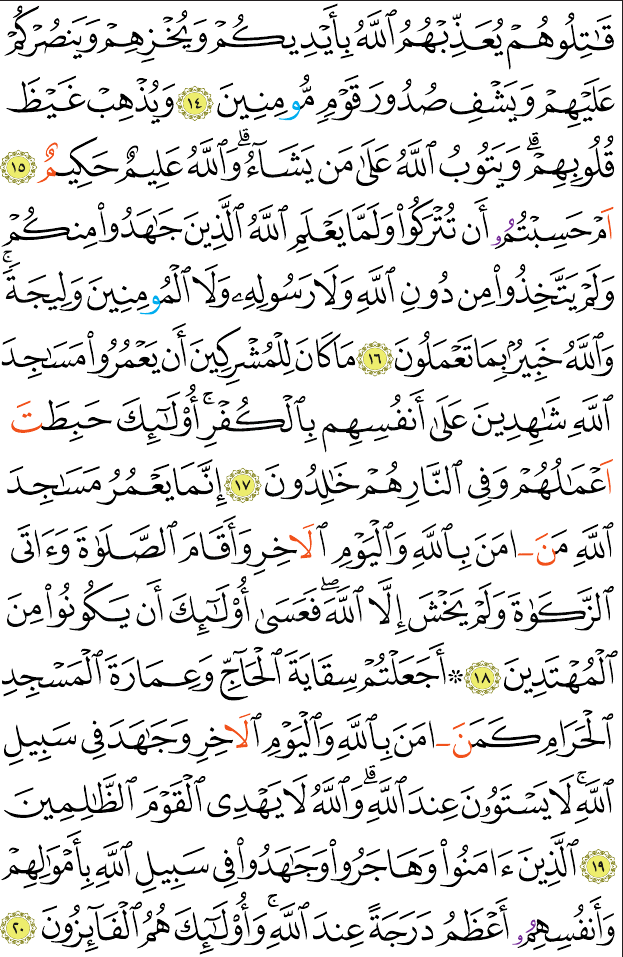 قَٰتِلُوهُمْ يُعَذِّبْهُمُ ٱللَّهُ بِأَيْدِيكُمْ وَيُخْزِهِمْ وَيَنصُرْكُمْ
عَلَيْهِمْ وَيَشْفِ صُدُورَ قَوْمٍ مُّومِنِينَ ١٤ وَيُذْهِبْ غَيْظَ
قُلُوبِهِمْۗ وَيَتُوبُ ٱللَّهُ عَلَىٰ مَن يَشَآءُۗ وَٱللَّهُ عَلِيمٌ حَكِيمٌ ١٥
اَمْ حَسِبْتُمُۥ أَن تُتْرَكُوا۟ وَلَمَّا يَعْلَمِ ٱللَّهُ ٱلَّذِينَ جَٰهَدُوا۟ مِنكُمْ
وَلَمْ يَتَّخِذُوا۟ مِن دُونِ ٱللَّهِ وَلَا رَسُولِهِۦ وَلَا ٱلْمُومِنِينَ وَلِيجَةًۚ
وَٱللَّهُ خَبِيرٌۢ بِمَا تَعْمَلُونَ ١٦ مَا كَانَ لِلْمُشْرِكِينَ أَن يَعْمُرُوا۟ مَسَٰجِدَ
ٱللَّهِ شَٰهِدِينَ عَلَىٰ أَنفُسِهِم بِٱلْكُفْرِۚ أُو۟لَٰٓئِكَ حَبِطَتَ
اَعْمَٰلُهُمْ وَفِى ٱلنَّارِ هُمْ خَٰلِدُونَ ١٧ إِنَّمَا يَعْمُرُ مَسَٰجِدَ
ٱللَّهِ مَنَ ـ امَنَ بِٱللَّهِ وَٱلْيَوْمِ ٱلَاخِرِ وَأَقَامَ ٱلصَّلَوٰةَ وَءَاتَى
ٱلزَّكَوٰةَ وَلَمْ يَخْشَ إِلَّا ٱللَّهَۖ فَعَسَىٰٓ أُو۟لَٰٓئِكَ أَن يَكُونُوا۟ مِنَ
ٱلْمُهْتَدِينَ ١٨ ۞ أَجَعَلْتُمْ سِقَايَةَ ٱلْحَآجِّ وَعِمَارَةَ ٱلْمَسْجِدِ
ٱلْحَرَامِ كَمَنَ ـ امَنَ بِٱللَّهِ وَٱلْيَوْمِ ٱلَاخِرِ وَجَٰهَدَ فِى سَبِيلِ
ٱللَّهِۚ لَا يَسْتَوُۥنَ عِندَ ٱللَّهِۗ وَٱللَّهُ لَا يَهْدِى ٱلْقَوْمَ ٱلظَّٰلِمِينَ
١٩ ٱلَّذِينَ ءَامَنُوا۟ وَهَاجَرُوا۟ وَجَٰهَدُوا۟ فِى سَبِيلِ ٱللَّهِ بِأَمْوَٰلِهِمْ
وَأَنفُسِهِمُۥ أَعْظَمُ دَرَجَةً عِندَ ٱللَّهِۚ وَأُو۟لَٰٓئِكَ هُمُ ٱلْفَآئِزُونَ ٢٠